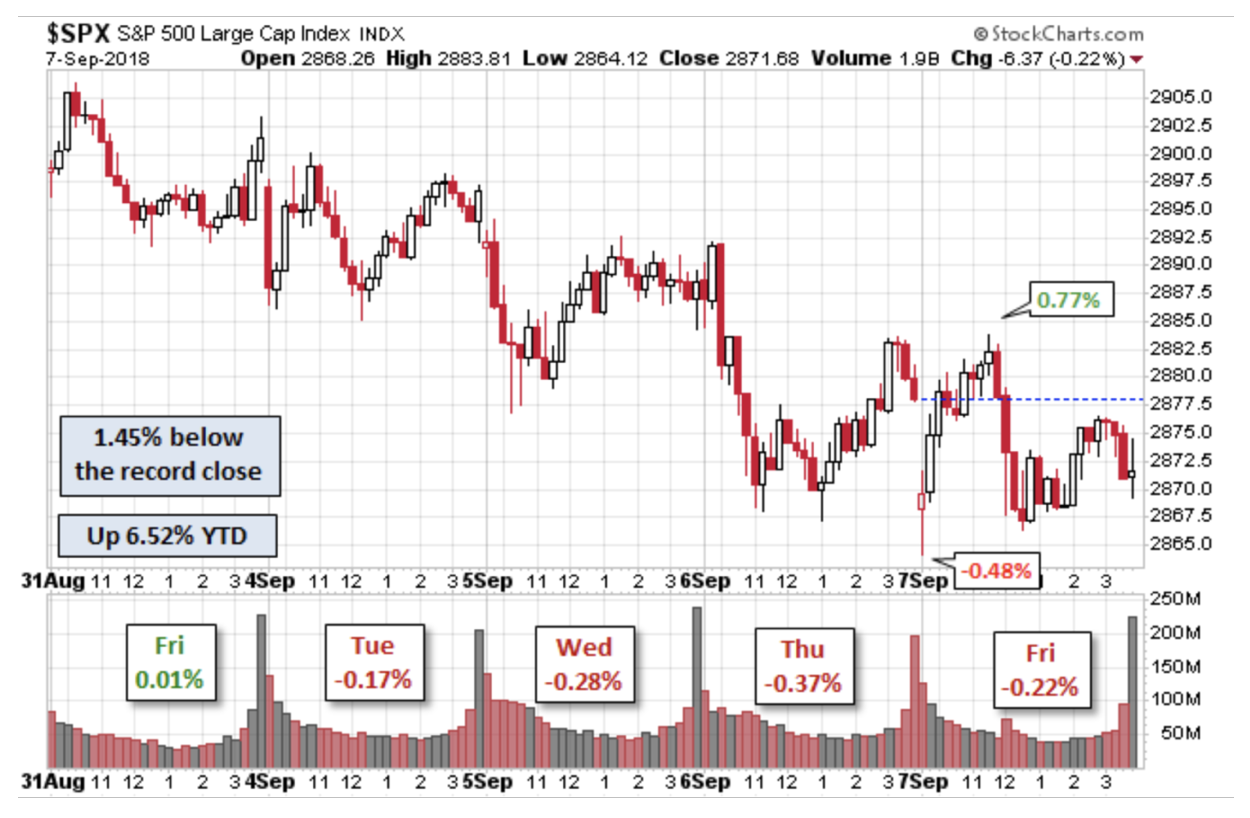 $SPX S&P 500 Large Cap Index INDX
© StockCharts.com
7-Sep-2018
Open 2868.26 High 2883.81 Low 2864.12 Close 2871.68 Volume 1.9B Chg -6.37 (-0.22%)
2905.0
2902.5
2900.0
2897.5
2895.0
2892.5
2890.0
2887.5
2885.0
2882.5
2880.0
2877.5
2875.0
2872.5
2870.0
2867.5
2865.0
0.77%
1.45% below
the record close
Up 6.52% YTD
-0.48%
31Aug 11 12 1 2 3 4Sep 11 12 1 2 3 5Sep 11 12 1 2 3 6Sep 11 12 1 2 3 7Sep 2 3
250M
200M
150M
100M
50M
Fri
0.01%
Tue
-0.17%
Wed
-0.28%
Thu
-0.37%
Fri
-0.22%
31Aug 11 12 1 2 3 4Sep 11 12 1 2 3 5Sep 11 12 1 2 3 6Sep 11 12 1 2 3 7Sep 11 12 1 2 3